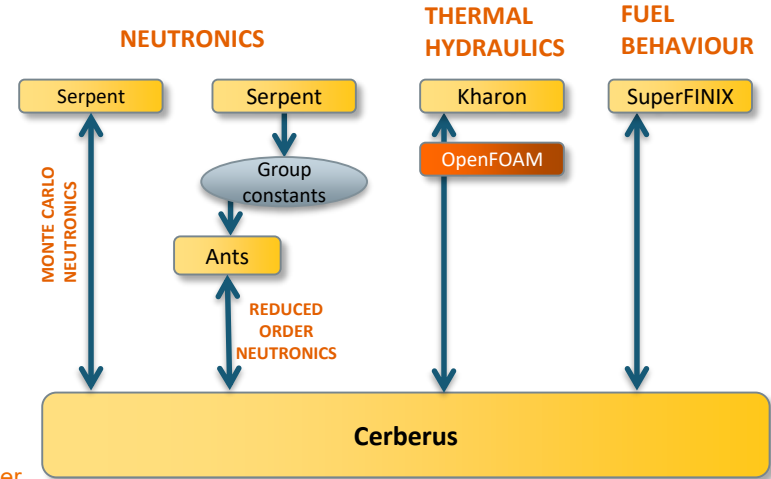 NEUTRONICS
THERMAL
HYDRAULICS
FUEL
BEHAVIOUR
Serpent
Serpent
Kharon
SuperFINIX
OpenFOAM
Group
constants
MONTE CARLO
NEUTRONICS
Ants
REDUCED
ORDER
NEUTRONICS
Cerberus
er